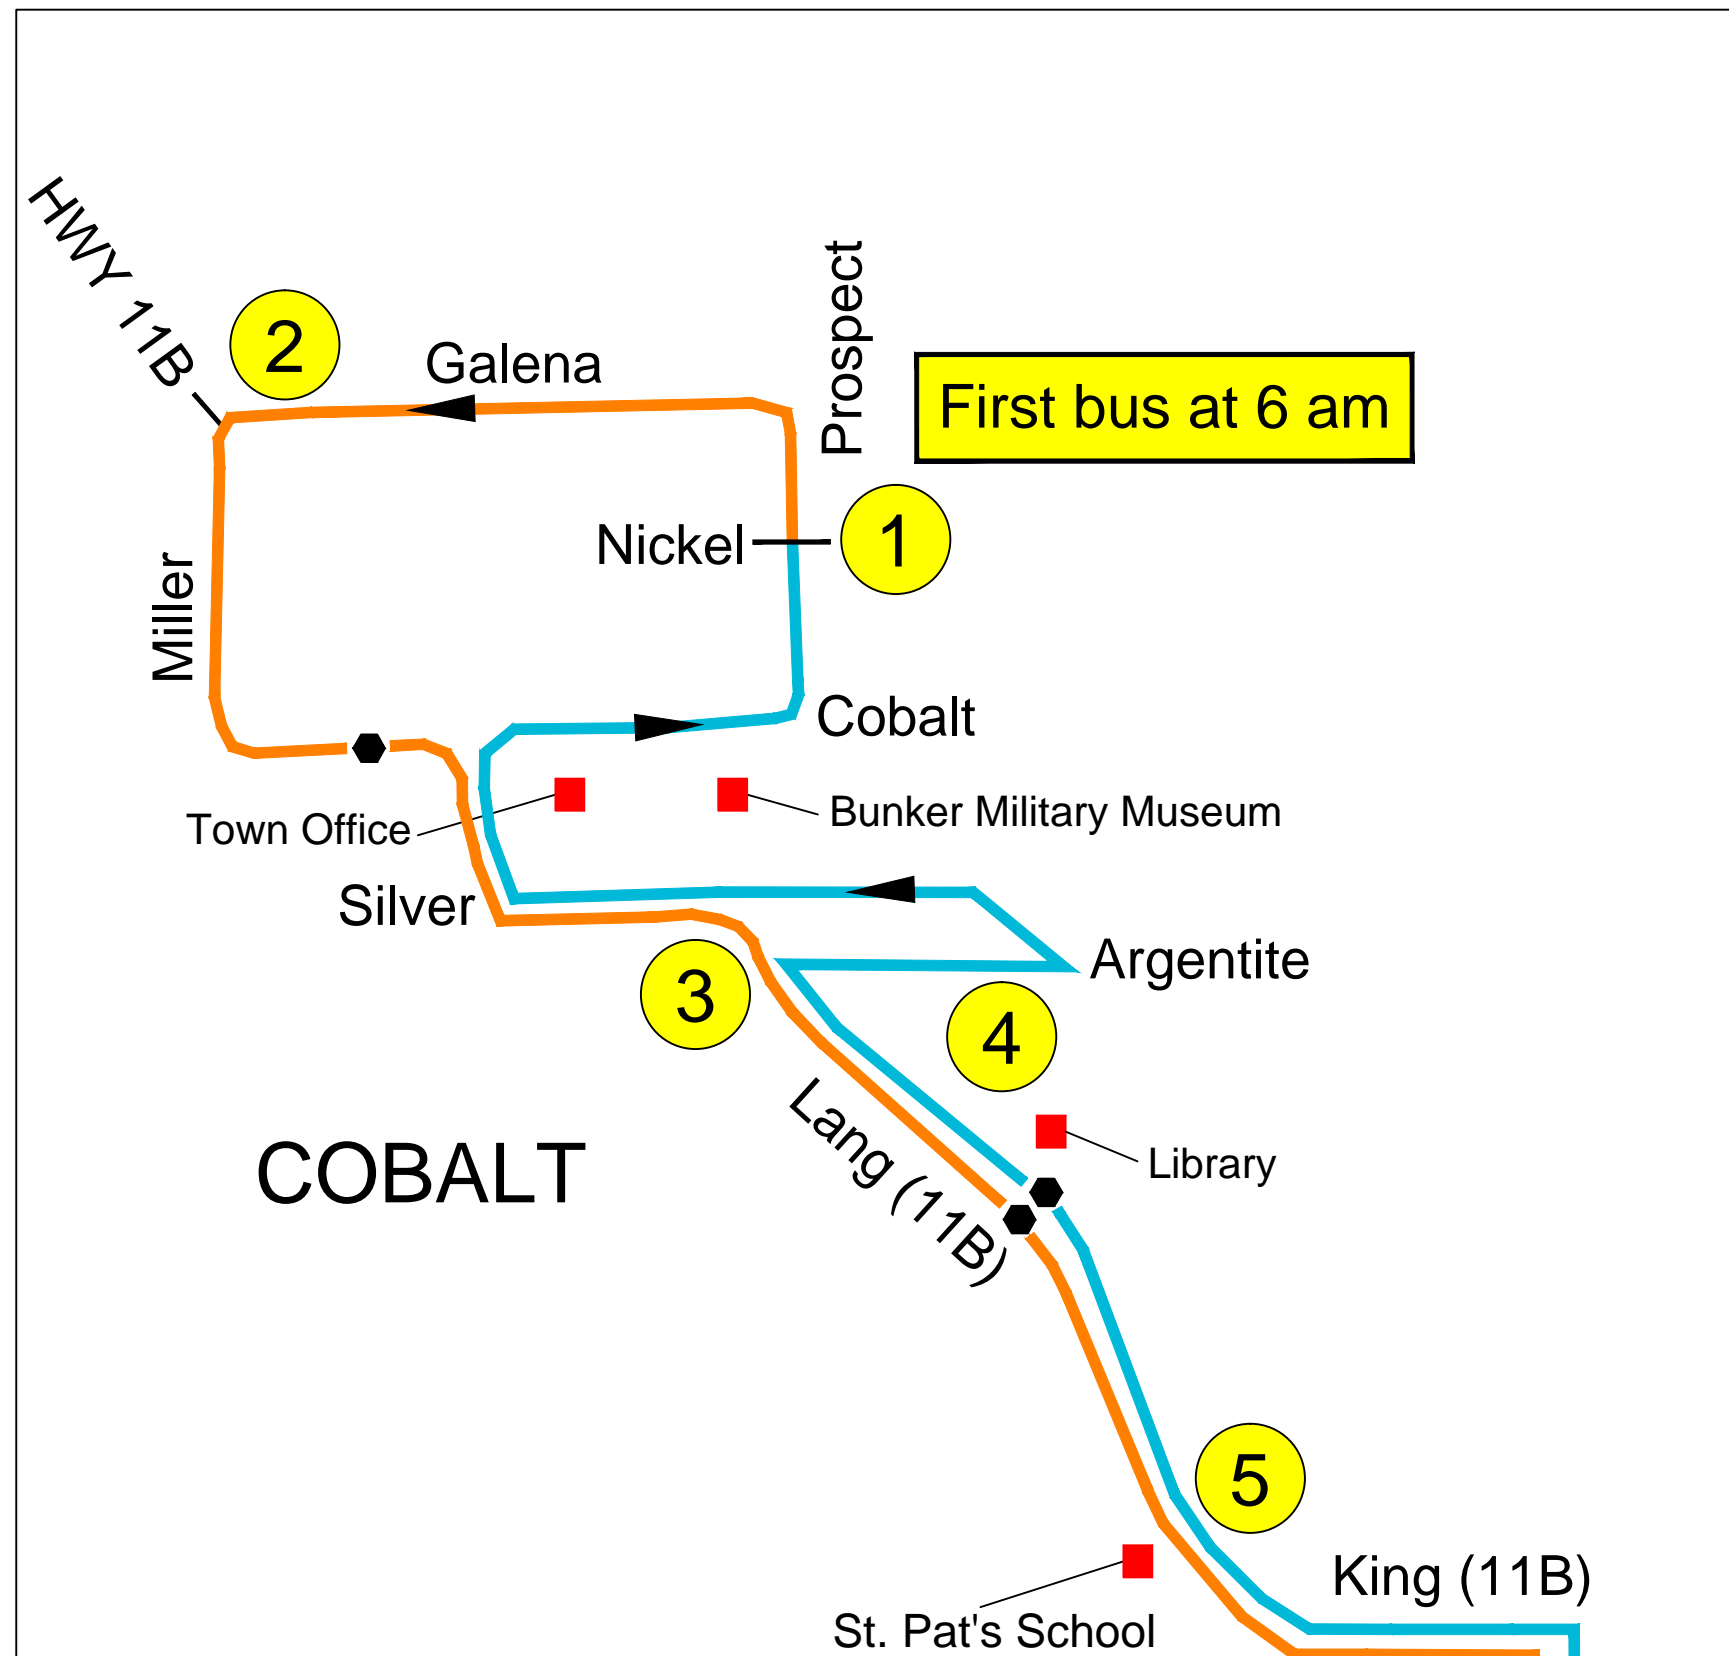 HWY 11B
2
Galena
Prospect
First bus at 6 am
Nickel
1
Miller
Cobalt
Town Office
Bunker Military Museum
Silver
Argentite
3
4
Lang (11B)
Library
COBALT
5
King (11B)
St. Pat's School